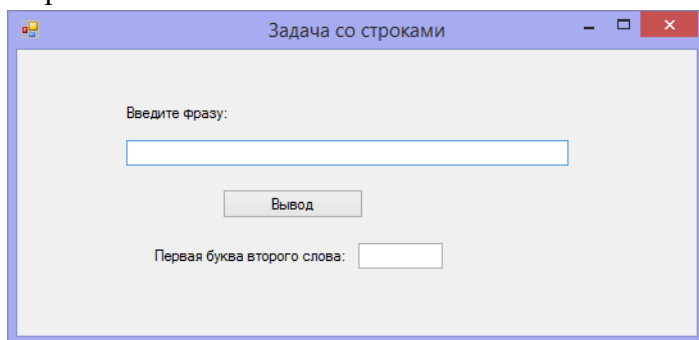 Задача со строками
Введите фразу:
Вывод
Первая буква второго слова: